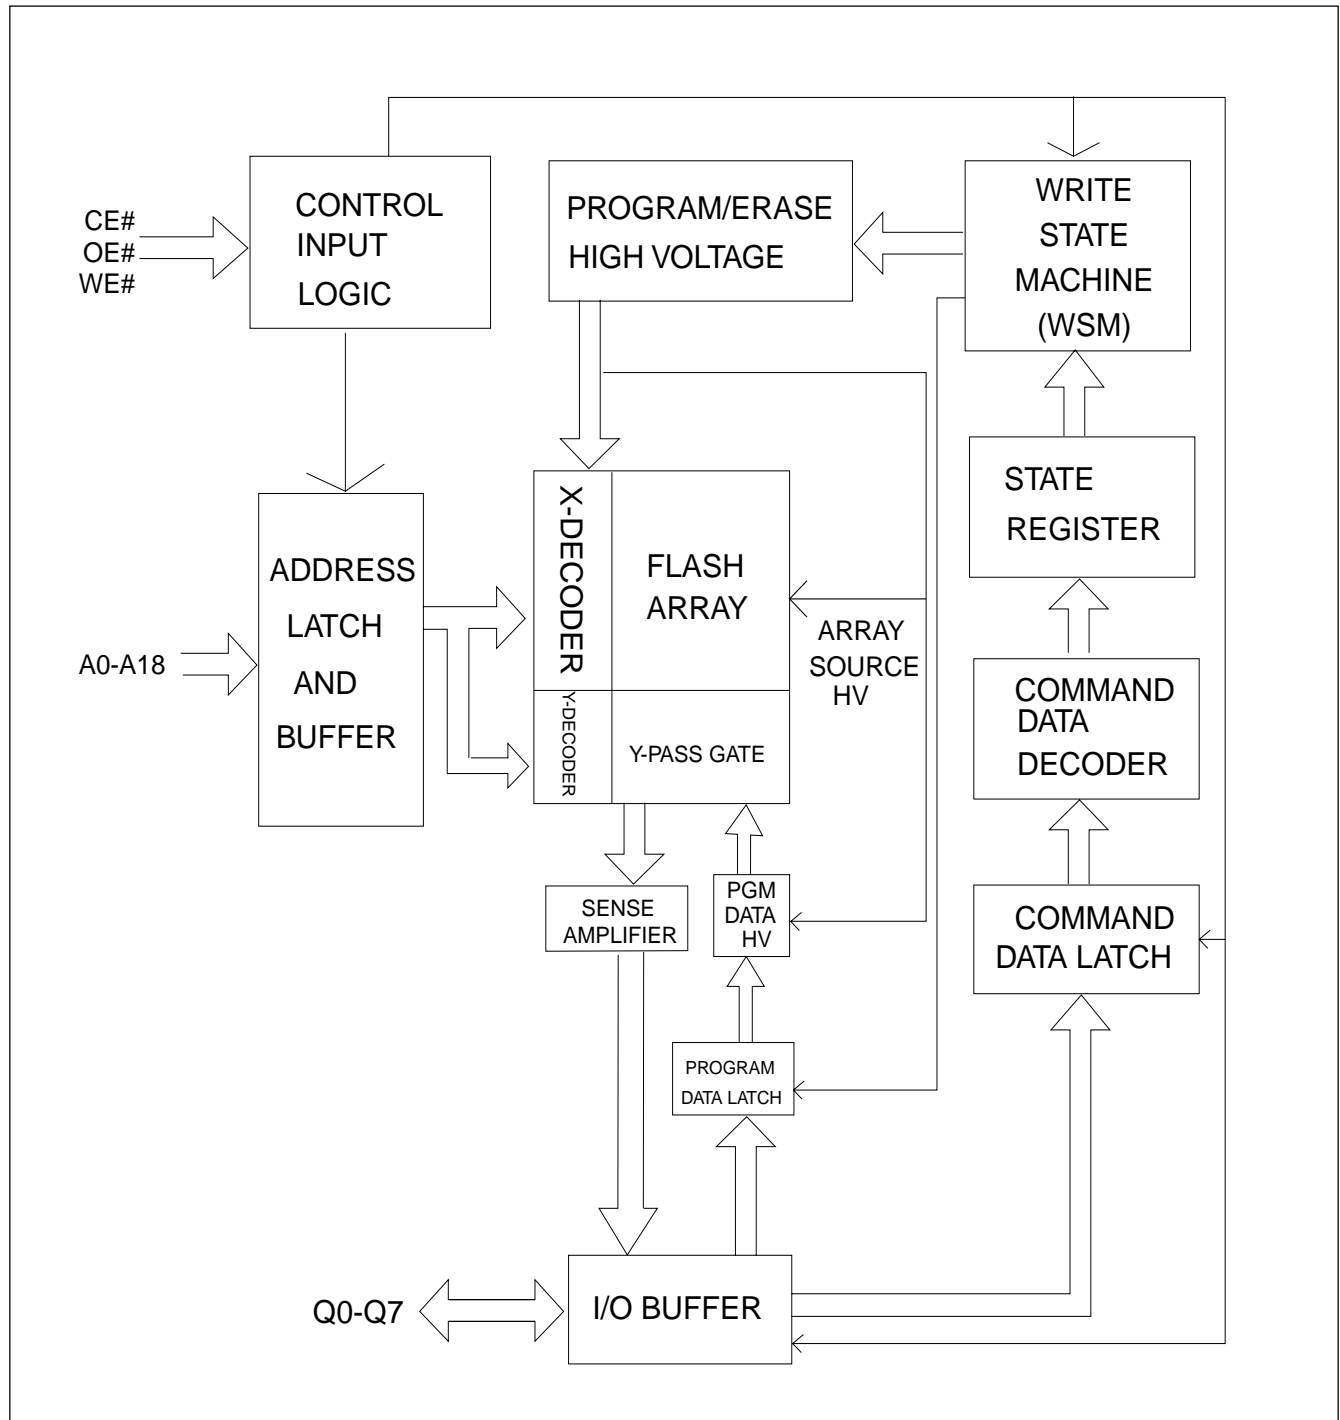 CE#
OE#
WE#
CONTROL
INPUT
LOGIC
PROGRAM/ERASE
HIGH VOLTAGE
WRITE
STATE
MACHINE
(WSM)
STATE
REGISTER
ADDRESS
LATCH
AND
BUFFER
A0-A18
X-DECODER
FLASH
ARRAY
ARRAY
SOURCE
HV
Y-DECODER
Y-PASS GATE
COMMAND
DATA
DECODER
SENSE
AMPLIFIER
PGM
DATA
HV
COMMAND
DATA LATCH
PROGRAM
DATA LATCH
Q0-Q7
I/O BUFFER